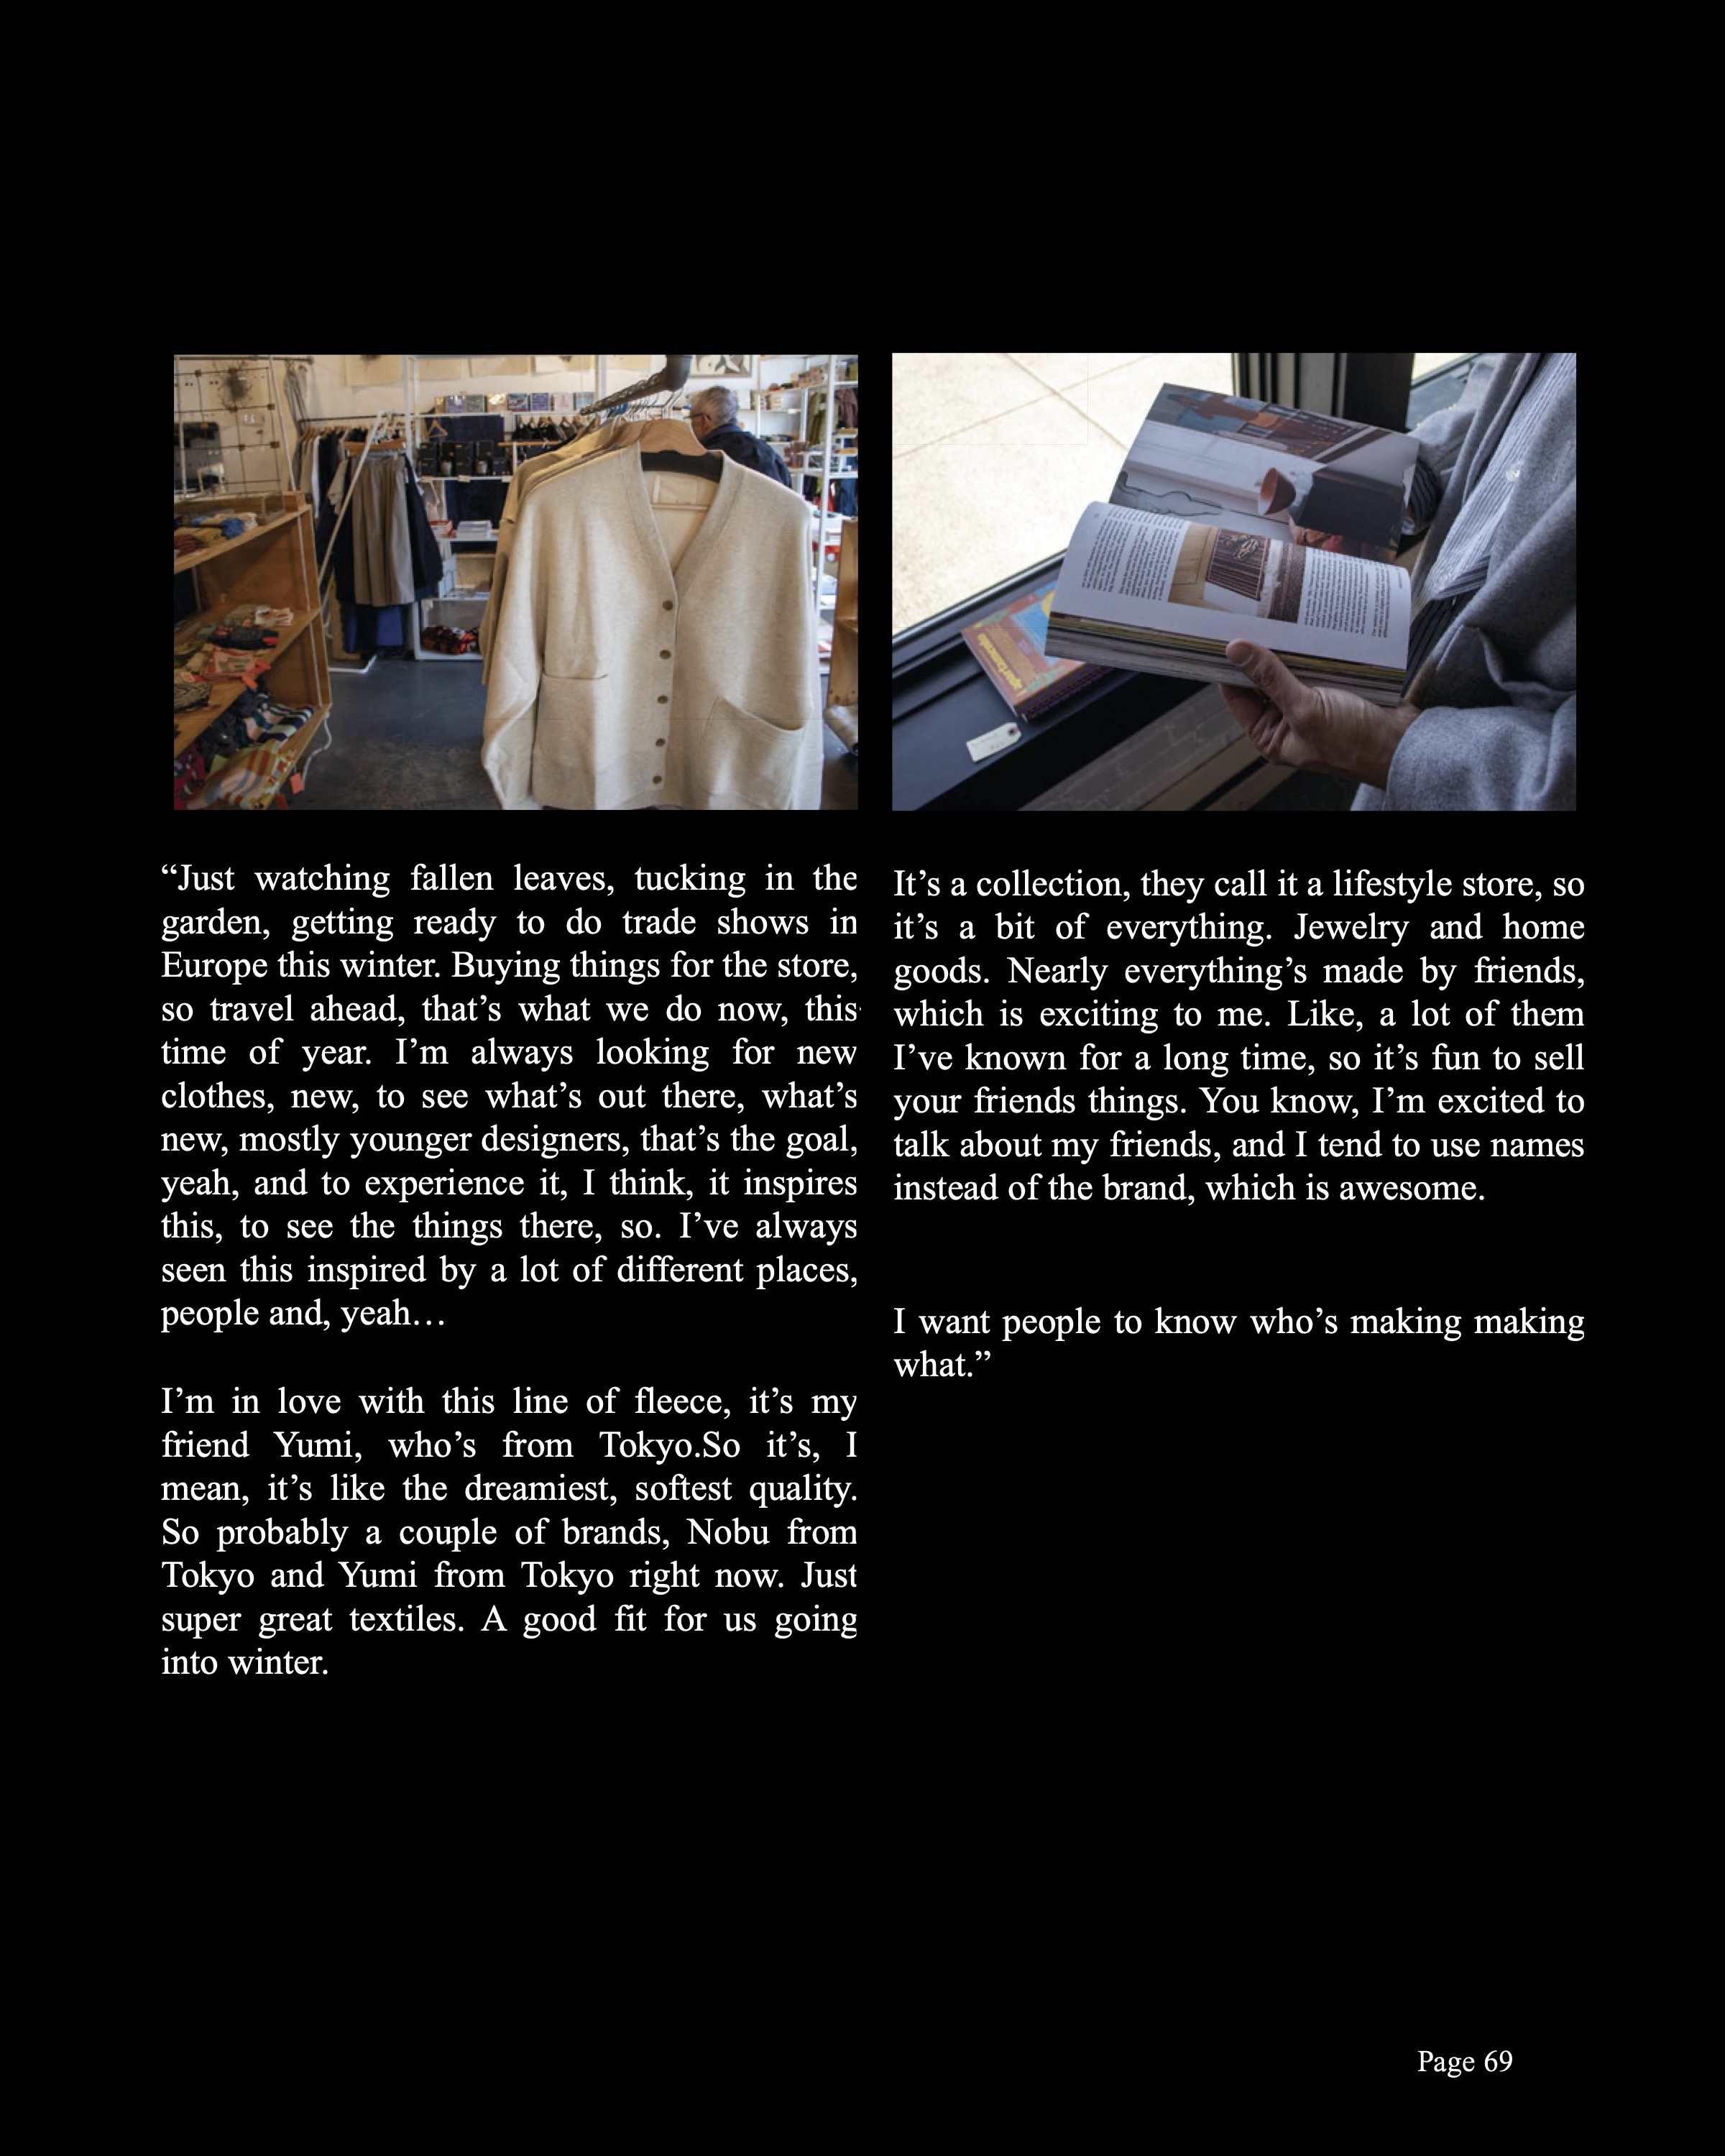 “Just watching fallen leaves, tucking in the
garden, getting ready to do trade shows in
Europe this winter. Buying things for the store,
so travel ahead, that’s what we do now, this
time of year. I’m always looking for new
clothes, new, to see what’s out there, what’s
new, mostly younger designers, that’s the goal,
yeah, and to experience it, I think, it inspires
this, to see the things there, so. I’ve always
seen this inspired by a lot of different places,
people and, yeah…
I’m in love with this line of fleece, it’s my
friend Yumi, who’s from Tokyo.So it’s, I
mean, it’s like the dreamiest, softest quality.
So probably a couple of brands, Nobu from
Tokyo and Yumi from Tokyo right now. Just
super great textiles. A good fit for us going
into winter.
apartamento
It’s a collection, they call it a lifestyle store, so
it’s a bit of everything. Jewelry and home
goods. Nearly everything’s made by friends,
which is exciting to me. Like, a lot of them
I’ve known for a long time, so it’s fun to sell
your friends things. You know, I’m excited to
talk about my friends, and I tend to use names
instead of the brand, which is awesome.
I want people to know who’s making making
what.”
Page 69